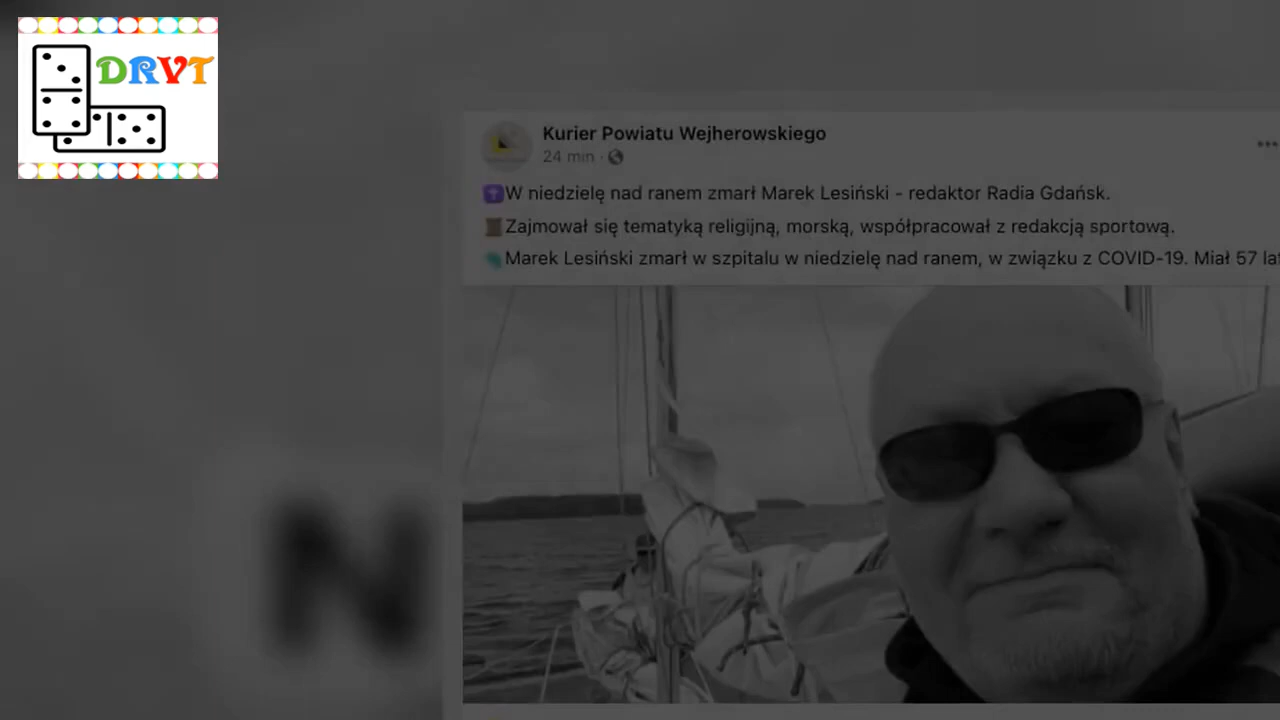 DRVT
Kurier Powiatu Wejherowskiego
24 min ·
W niedzielę nad ranem zmarł Marek Lesiński - redaktor Radia Gdańsk.
Zajmował się tematyką religijną, morską, współpracował z redakcją sportową.
Marek Lesiński zmarł w szpitalu w niedzielę nad ranem, w związku z COVID-19. Miał 57 lat
N